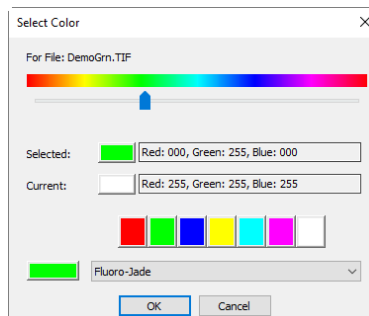 Select Color
For File: DemoGrn.TIF
Selected: Red: 000, Green: 255, Blue: 000
Current: Red: 255, Green: 255, Blue: 255
Fluoro-Jade
OK Cancel